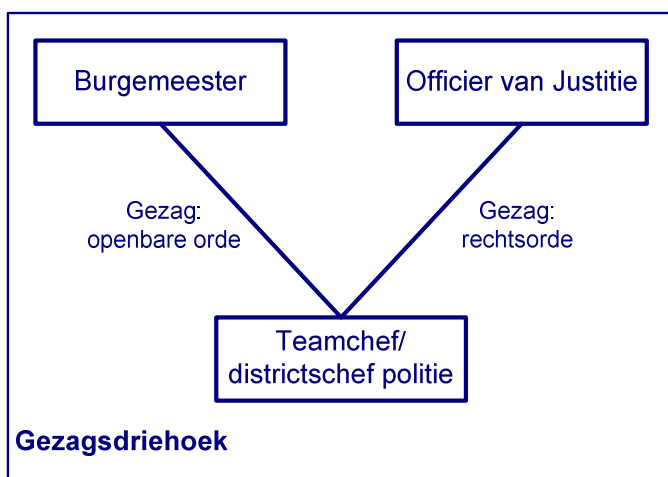 Burgemeester
Officier van Justitie
Gezag:
openbare orde
Gezag:
rechtsorde
Teamchef/
districtschef politie
Gezagsdriehoek